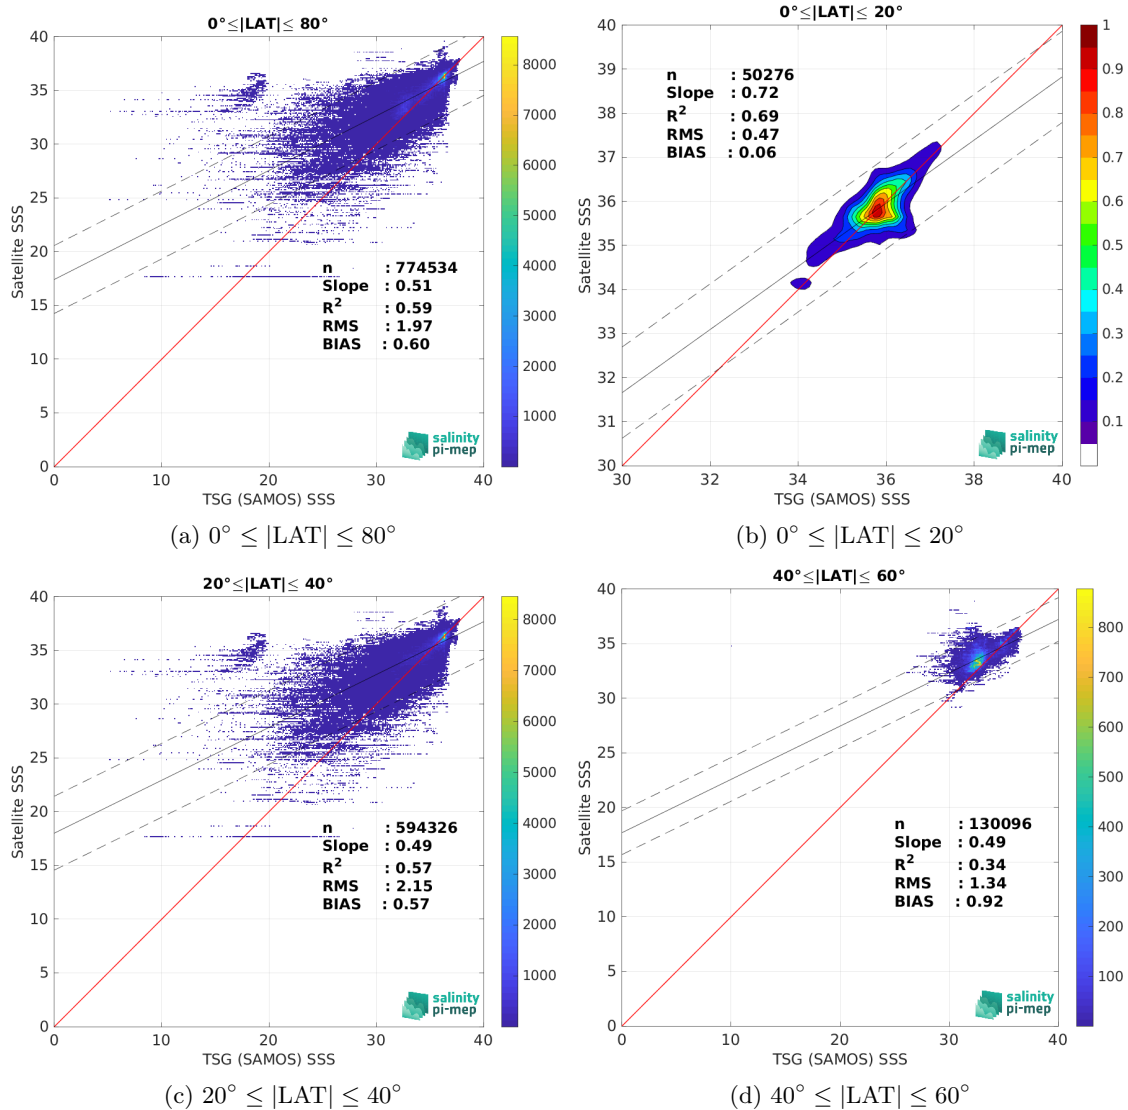 0°≤|LAT|≤ 80°
40
35
30
25
20
15
10
5
0
Satellite SSS
0
10
20
30
40
TSG (SAMOS) SSS
8000
7000
6000
5000
4000
3000
2000
1000
n : 774534
Slope : 0.51
R² : 0.59
RMS : 1.97
BIAS : 0.60
salinity
pi-mep
(a) 0° ≤ |LAT| ≤ 80°
0°≤|LAT|≤ 20°
40
39
38
37
36
35
34
33
32
31
30
Satellite SSS
30
32
34
36
38
40
TSG (SAMOS) SSS
1
0.9
0.8
0.7
0.6
0.5
0.4
0.3
0.2
0.1
n : 50276
Slope : 0.72
R² : 0.69
RMS : 0.47
BIAS : 0.06
salinity
pi-mep
(b) 0° ≤ |LAT| ≤ 20°
20°≤|LAT|≤ 40°
40
35
30
25
20
15
10
5
0
Satellite SSS
0
10
20
30
40
TSG (SAMOS) SSS
8000
7000
6000
5000
4000
3000
2000
1000
n : 594326
Slope : 0.49
R² : 0.57
RMS : 2.15
BIAS : 0.57
salinity
pi-mep
(c) 20° ≤ |LAT| ≤ 40°
40°≤|LAT|≤ 60°
40
35
30
25
20
15
10
5
0
Satellite SSS
0
10
20
30
40
TSG (SAMOS) SSS
800
700
600
500
400
300
200
100
n : 130096
Slope : 0.49
R² : 0.34
RMS : 1.34
BIAS : 0.92
salinity
pi-mep
(d) 40° ≤ |LAT| ≤ 60°